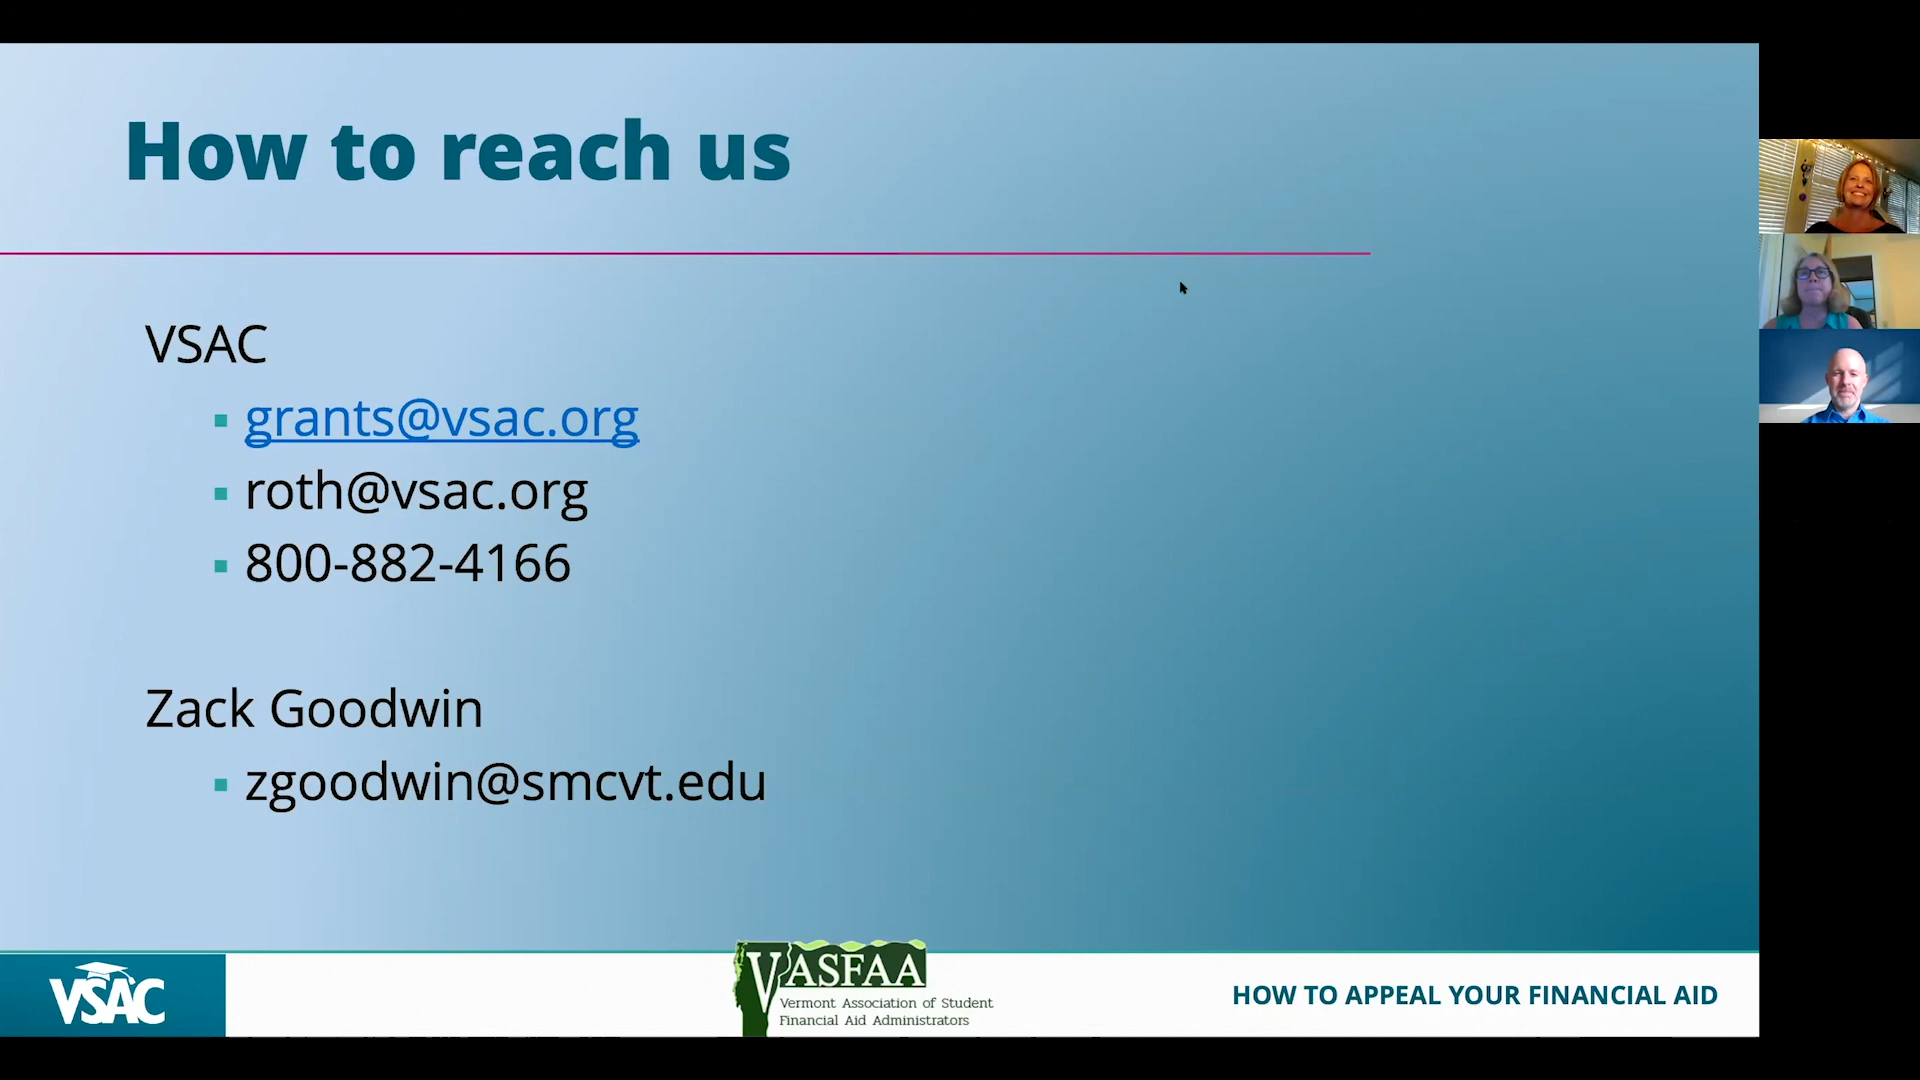 How to reach us
VSAC
grants@vsac.org
roth@vsac.org
800-882-4166
Zack Goodwin
zgoodwin@smcvt.edu
VSAC
VASFAA
Vermont Association of Student
Financial Aid Administrators
HOW TO APPEAL YOUR FINANCIAL AID